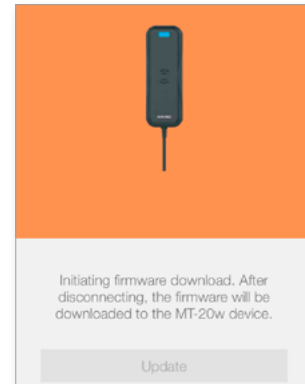 Initiating firmware download. After
disconnecting, the firmware will be
downloaded to the MT-20w device.
Update